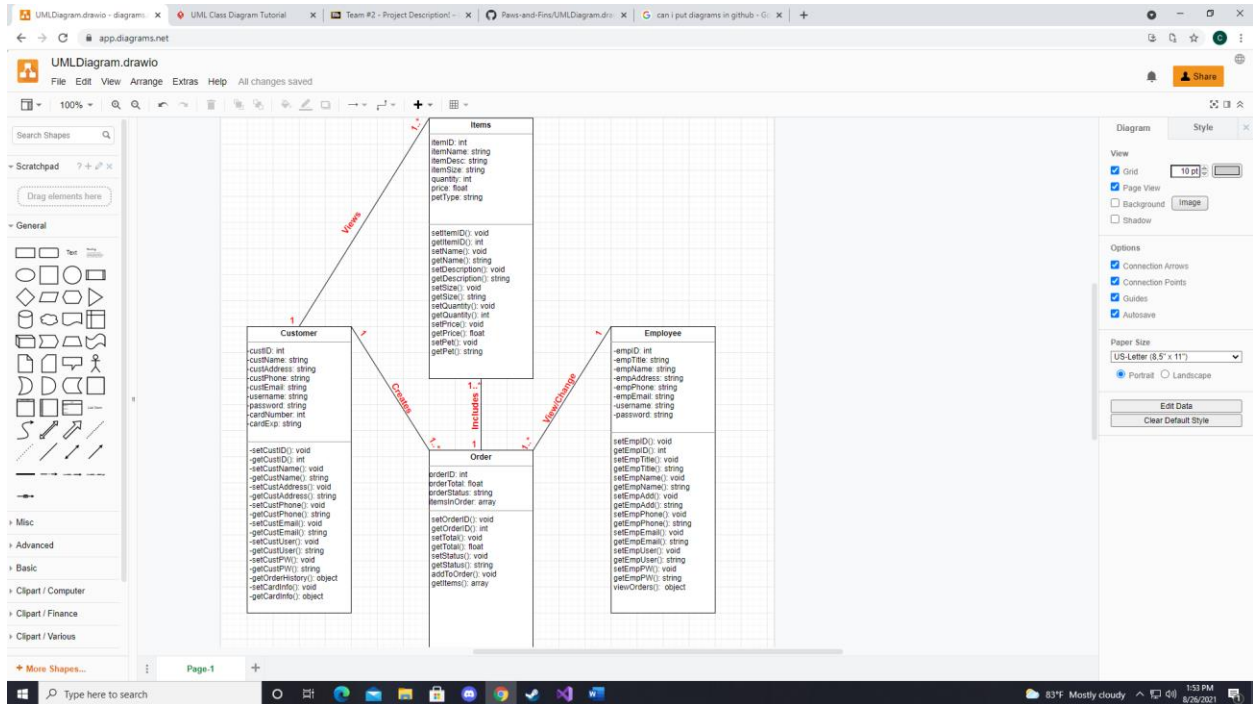 UMLDiagram.drawio - diagrams.
UML Class Diagram Tutorial
Team #2 - Project Description! -
Paws-and-Fins/UMLDiagram.dra
can i put diagrams in github - Go
app.diagrams.net
C
UMLDiagram.drawio
File Edit View Arrange Extras Help All changes saved
Share
100%
Search Shapes
Scratchpad
Drag elements here
General
Text
Misc
Advanced
Basic
Clipart / Computer
Clipart / Finance
Clipart / Various
+ More Shapes...
Page-1
Items
itemID: int
itemName: string
itemDesc: string
itemSize: string
quantity: int
price: float
petType: string
setItemID(): void
getItemID(): int
setName(): void
getName(): string
setDescription(): void
getDescription(): string
setSize(): void
getSize(): string
setQuantity(): void
getQuantity(): int
setPrice(): void
getPrice(): float
setPet(): void
getPet(): string
1..*
Views
1
Customer
-custID: int
-custName: string
-custAddress: string
-custPhone: string
-custEmail: string
-username: string
-password: string
-cardNumber: int
-cardExp: string
-setCustID(): void
-getCustID(): int
-setCustName(): void
-getCustName(): string
-setCustAddress(): void
-getCustAddress(): string
-setCustPhone(): void
-getCustPhone(): string
-setCustEmail(): void
-getCustEmail(): string
-setCustUser(): void
-getCustUser(): string
-setCustPW(): void
-getCustPW(): string
-getOrderHistory(): object
-setCardInfo(): void
-getCardInfo(): object
1
Creates
1..*
1..*
Includes
1
Order
orderID: int
orderTotal: float
orderStatus: string
itemsInOrder: array
setOrderID(): void
getOrderID(): int
setTotal(): void
getTotal(): float
setStatus(): void
getStatus(): string
addToOrder(): void
getItems(): array
1
View/Change
1..*
Employee
-empID: int
-empTitle: string
-empName: string
-empAddress: string
-empPhone: string
-empEmail: string
-username: string
-password: string
setEmpID(): void
getEmpID(): int
setEmpTitle(): void
getEmpTitle(): string
setEmpName(): void
getEmpName(): string
setEmpAdd(): void
getEmpAdd(): string
setEmpPhone(): void
getEmpPhone(): string
setEmpEmail(): void
getEmpEmail(): string
setEmpUser(): void
getEmpUser(): string
setEmpPW(): void
getEmpPW(): string
viewOrders(): object
Diagram Style
View
Grid 10 pt
Page View
Background Image
Shadow
Options
Connection Arrows
Connection Points
Guides
Autosave
Paper Size
US-Letter (8,5" x 11")
Portrait Landscape
Edit Data
Clear Default Style
Type here to search
83°F Mostly cloudy
1:53 PM
8/26/2021